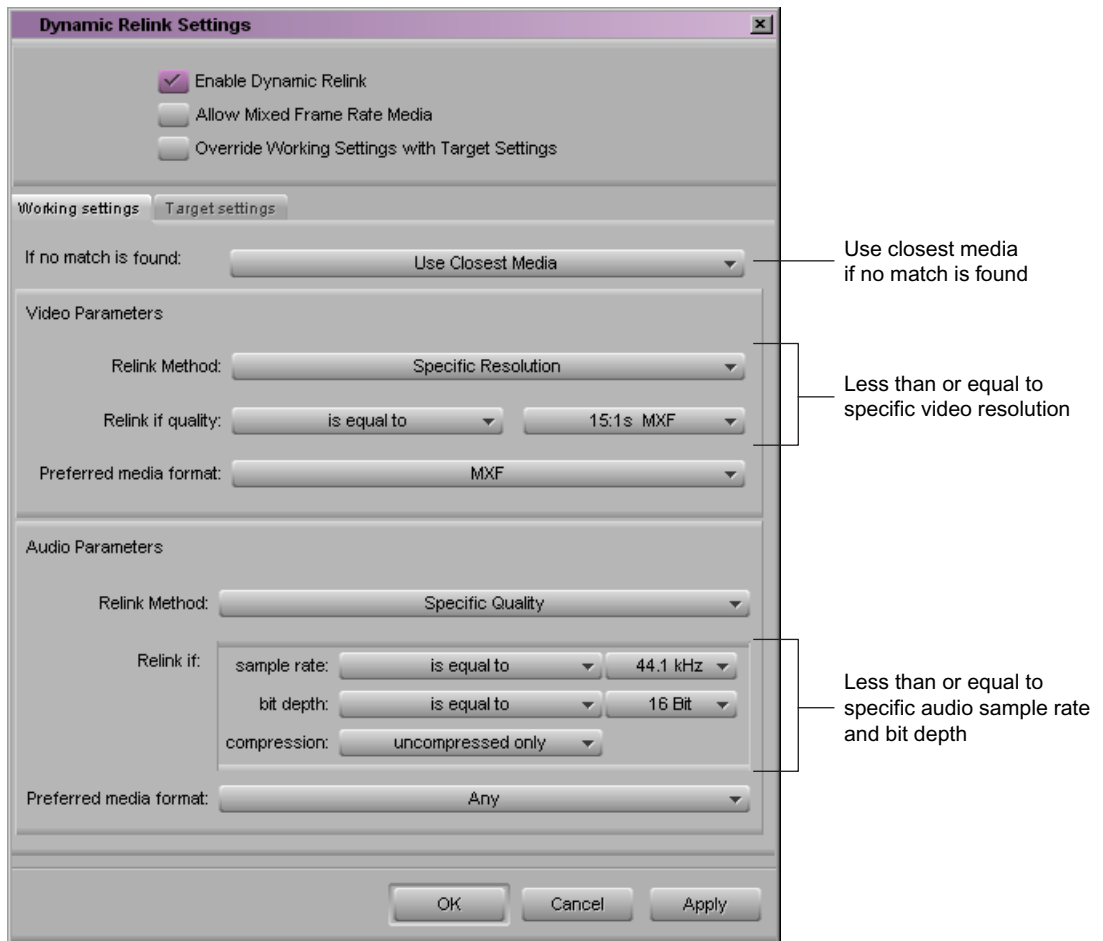 Dynamic Relink Settings
Enable Dynamic Relink
Allow Mixed Frame Rate Media
Override Working Settings with Target Settings
Working settings Target settings
If no match is found: Use Closest Media
Use closest media
if no match is found
Video Parameters
Relink Method: Specific Resolution
Relink if quality: is equal to 15:1s MXF
Less than or equal to
specific video resolution
Preferred media format: MXF
Audio Parameters
Relink Method: Specific Quality
Relink if: sample rate: is equal to 44.1 kHz
bit depth: is equal to 16 Bit
compression: uncompressed only
Less than or equal to
specific audio sample rate
and bit depth
Preferred media format: Any
OK Cancel Apply